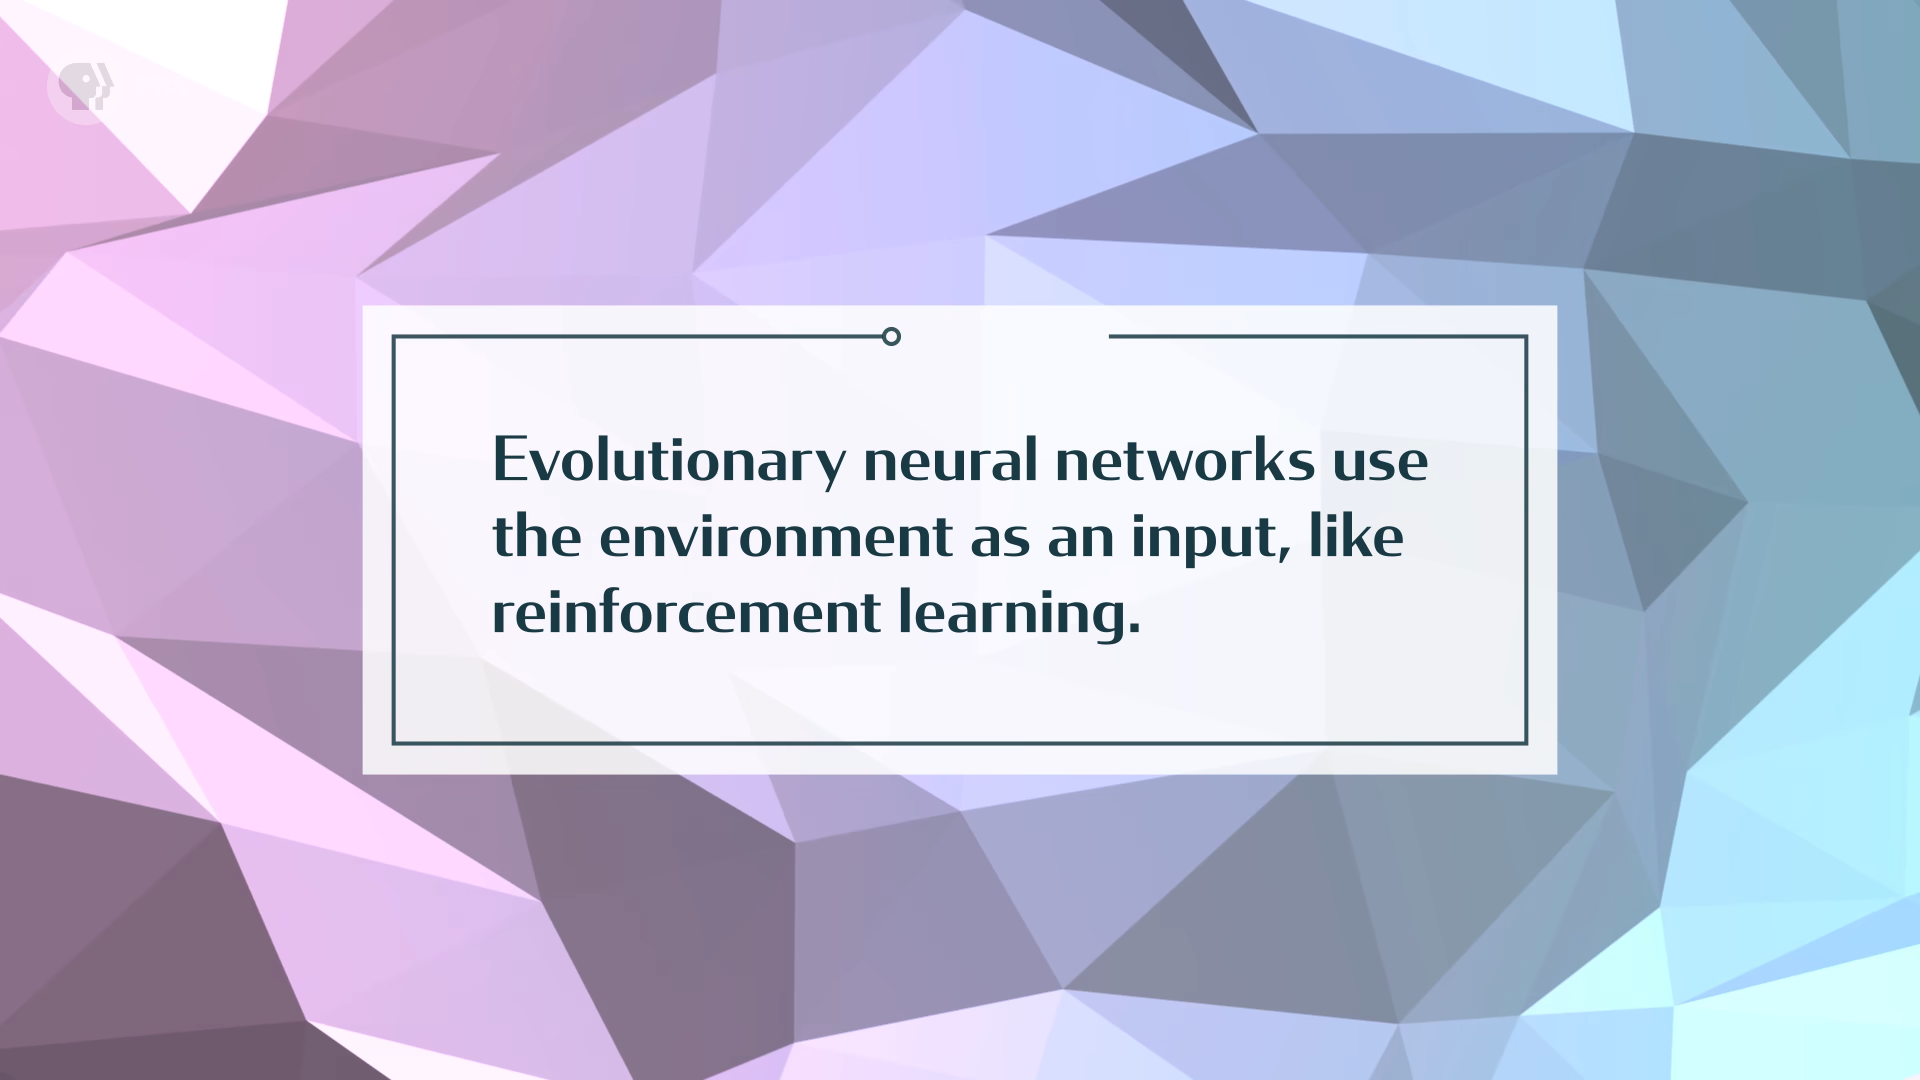 Evolutionary neural networks use
the environment as an input, like
reinforcement learning.